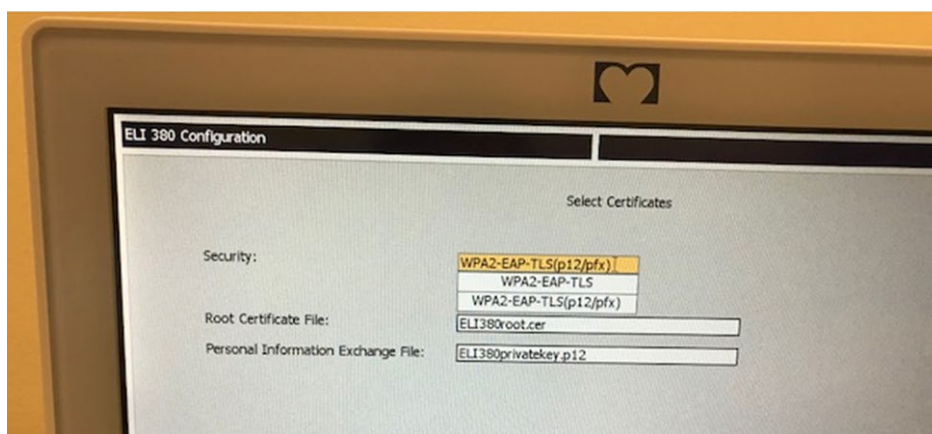 ELI 380 Configuration
Select Certificates
Security:
WPA2-EAP-TLS(p12/pfx)
WPA2-EAP-TLS
WPA2-EAP-TLS(p12/pfx)
Root Certificate File:
ELI380root.cer
Personal Information Exchange File:
ELI380privatekey.p12